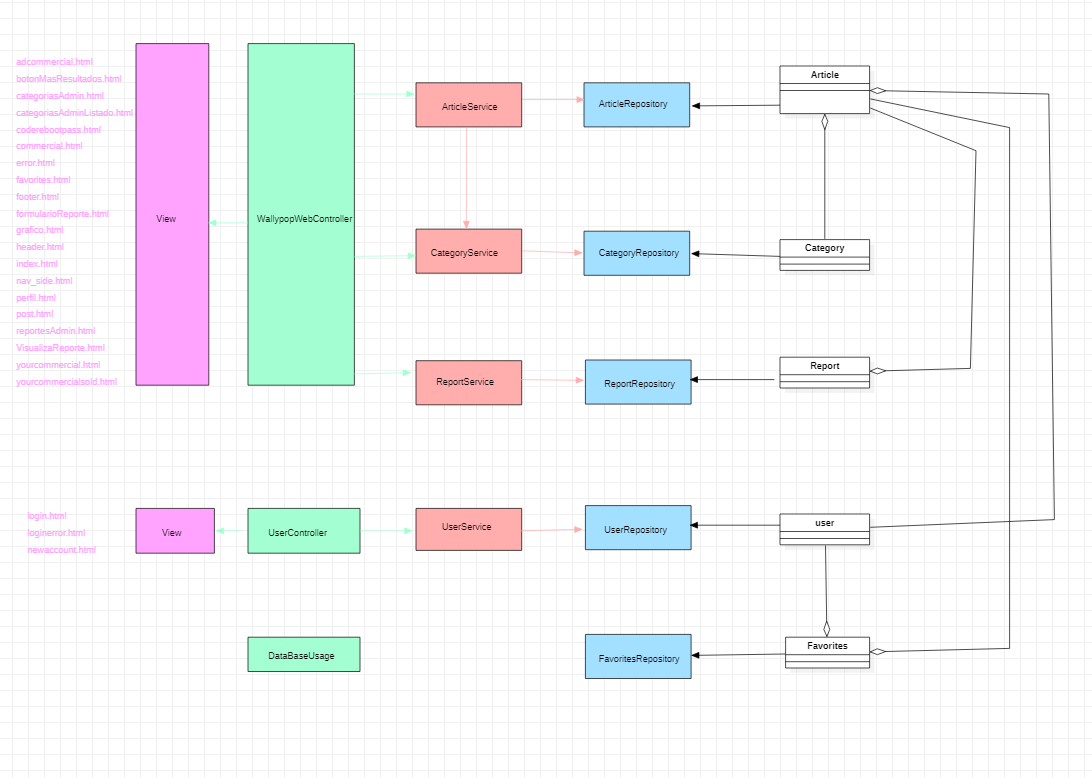 adcommercial.html
botonMasResultados.html
categoriasAdmin.html
categoriasAdminListado.html
coderebootpass.html
commercial.html
error.html
favorites.html
footer.html
formularioReporte.html
grafico.html
header.html
index.html
nav_side.html
perfil.html
post.html
reportesAdmin.html
VisualizaReporte.html
yourcommercial.html
yourcommercialsold.html
View
WallypopWebController
ArticleService
ArticleRepository
Article
CategoryService
CategoryRepository
Category
ReportService
ReportRepository
Report
login.html
loginerror.html
newaccount.html
View
UserController
UserService
UserRepository
user
DataBaseUsage
FavoritesRepository
Favorites